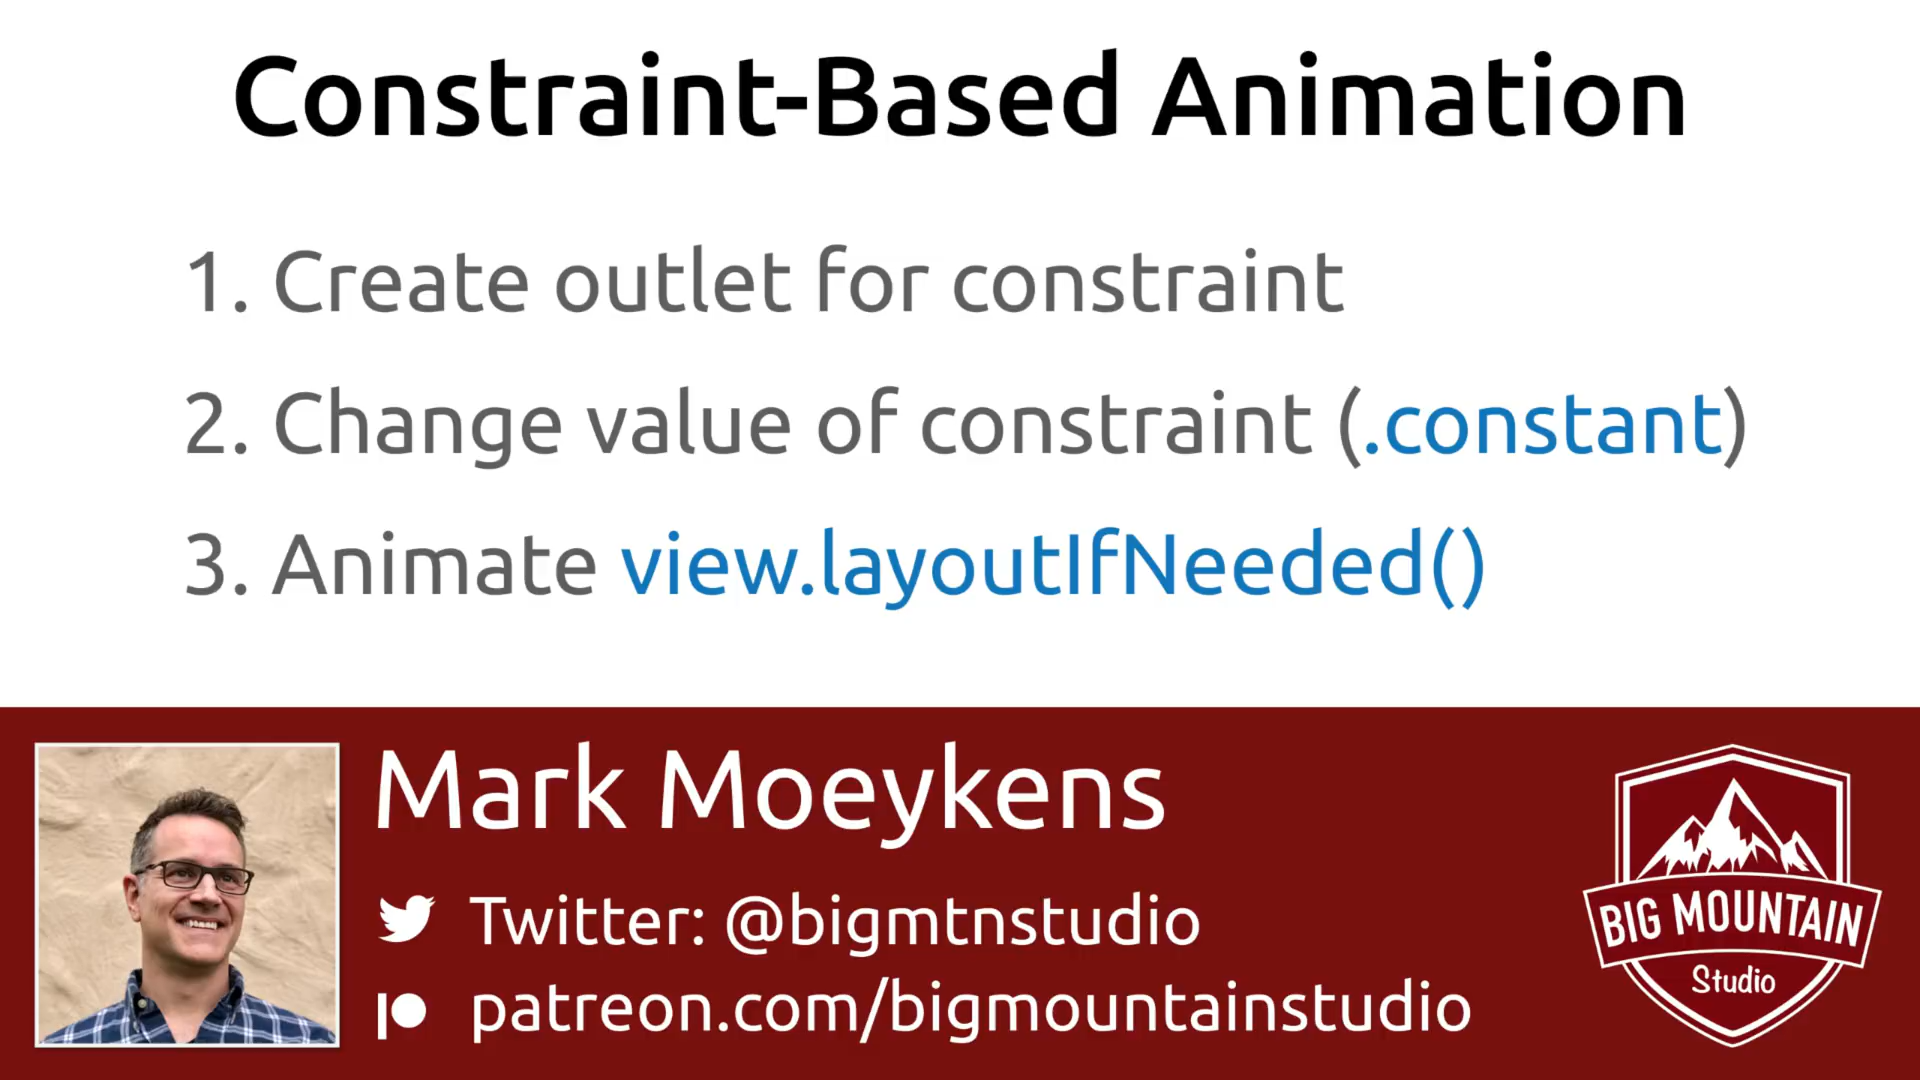 Constraint-Based Animation
1. Create outlet for constraint
2. Change value of constraint (.constant)
3. Animate view.layoutIfNeeded()
Mark Moeykens
Twitter: @bigmtnstudio
patreon.com/bigmountainstudio
BIG MOUNTAIN
Studio